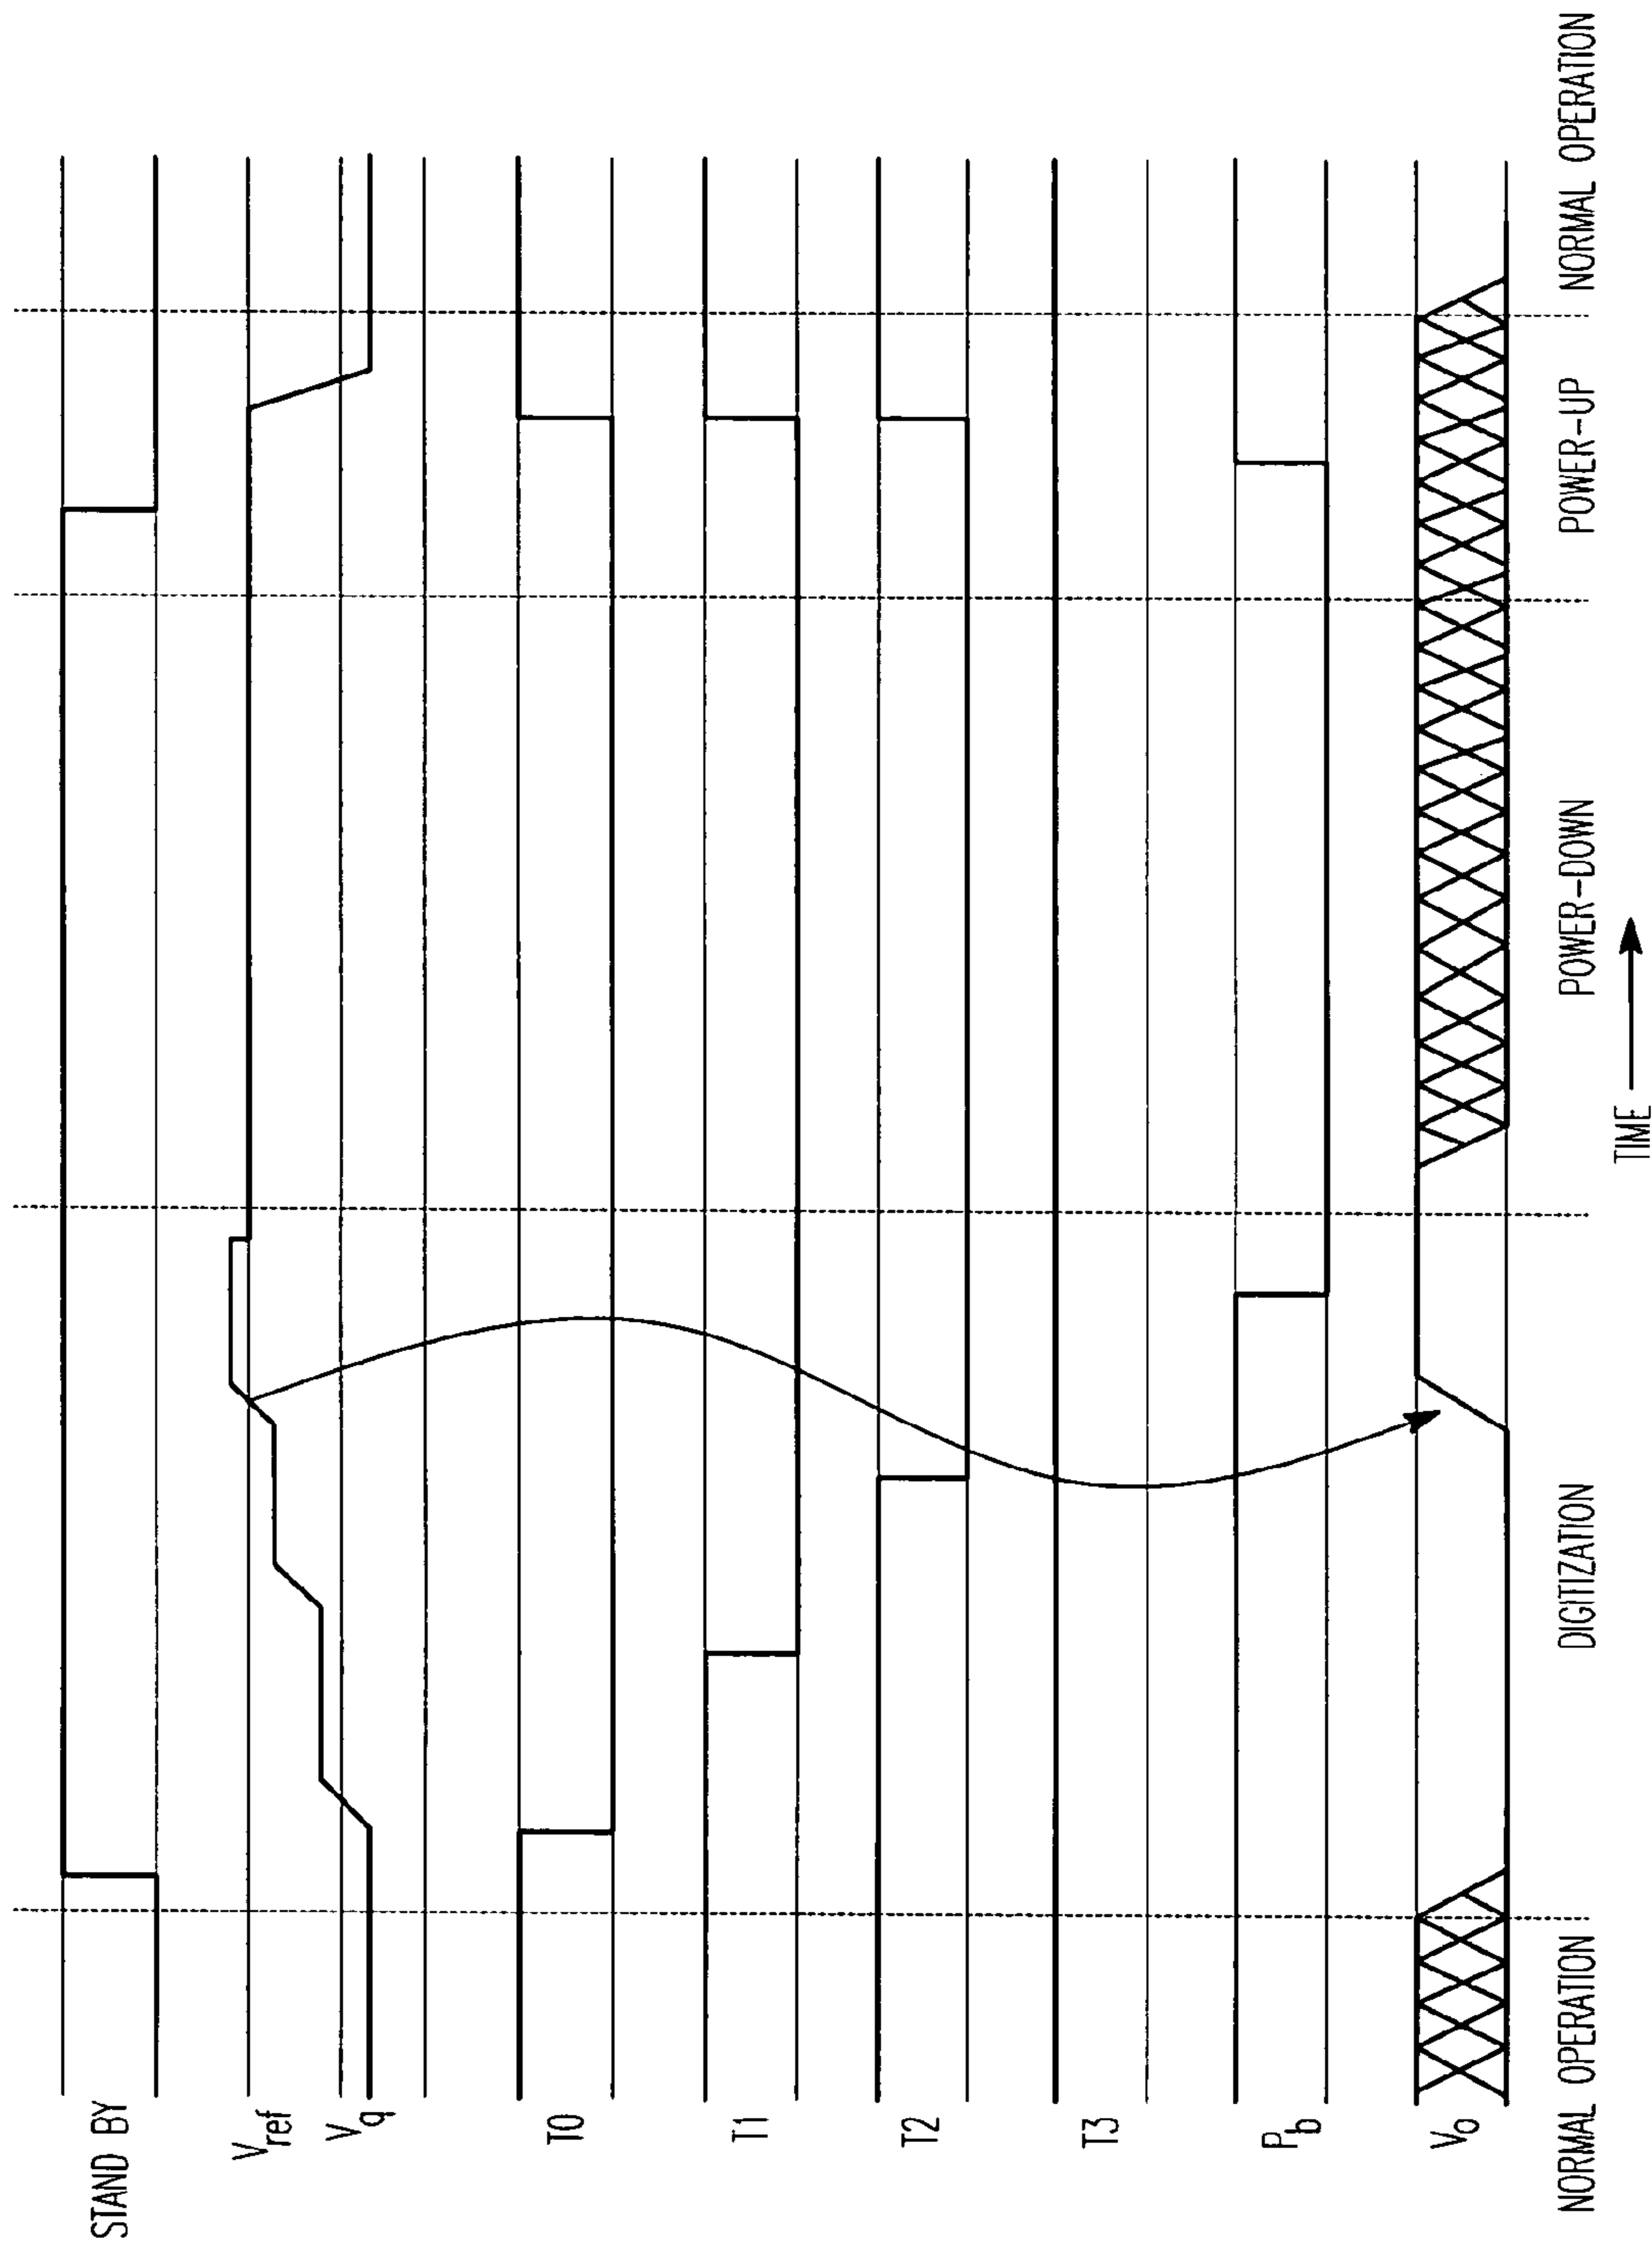 STAND BY
Vref
Vq
T0
T1
T2
T3
Pb
Vo
NORMAL OPERATION
DIGITIZATION
POWER-DOWN
POWER-UP
NORMAL OPERATION
TIME